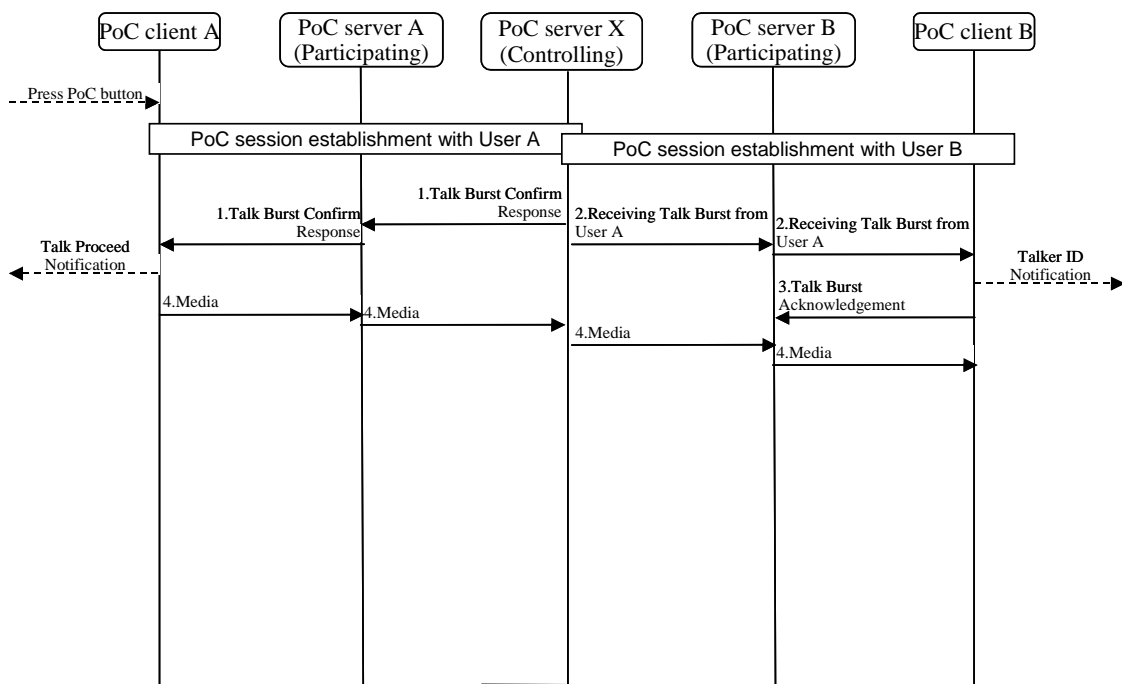 PoC client A
PoC server A
(Participating)
PoC server X
(Controlling)
PoC server B
(Participating)
PoC client B
Press PoC button
PoC session establishment with User A
PoC session establishment with User B
1.Talk Burst Confirm
Response
1.Talk Burst Confirm
Response
2.Receiving Talk Burst from
User A
2.Receiving Talk Burst from
User A
Talk Proceed
Notification
Talker ID
Notification
3.Talk Burst
Acknowledgement
4.Media
4.Media
4.Media
4.Media